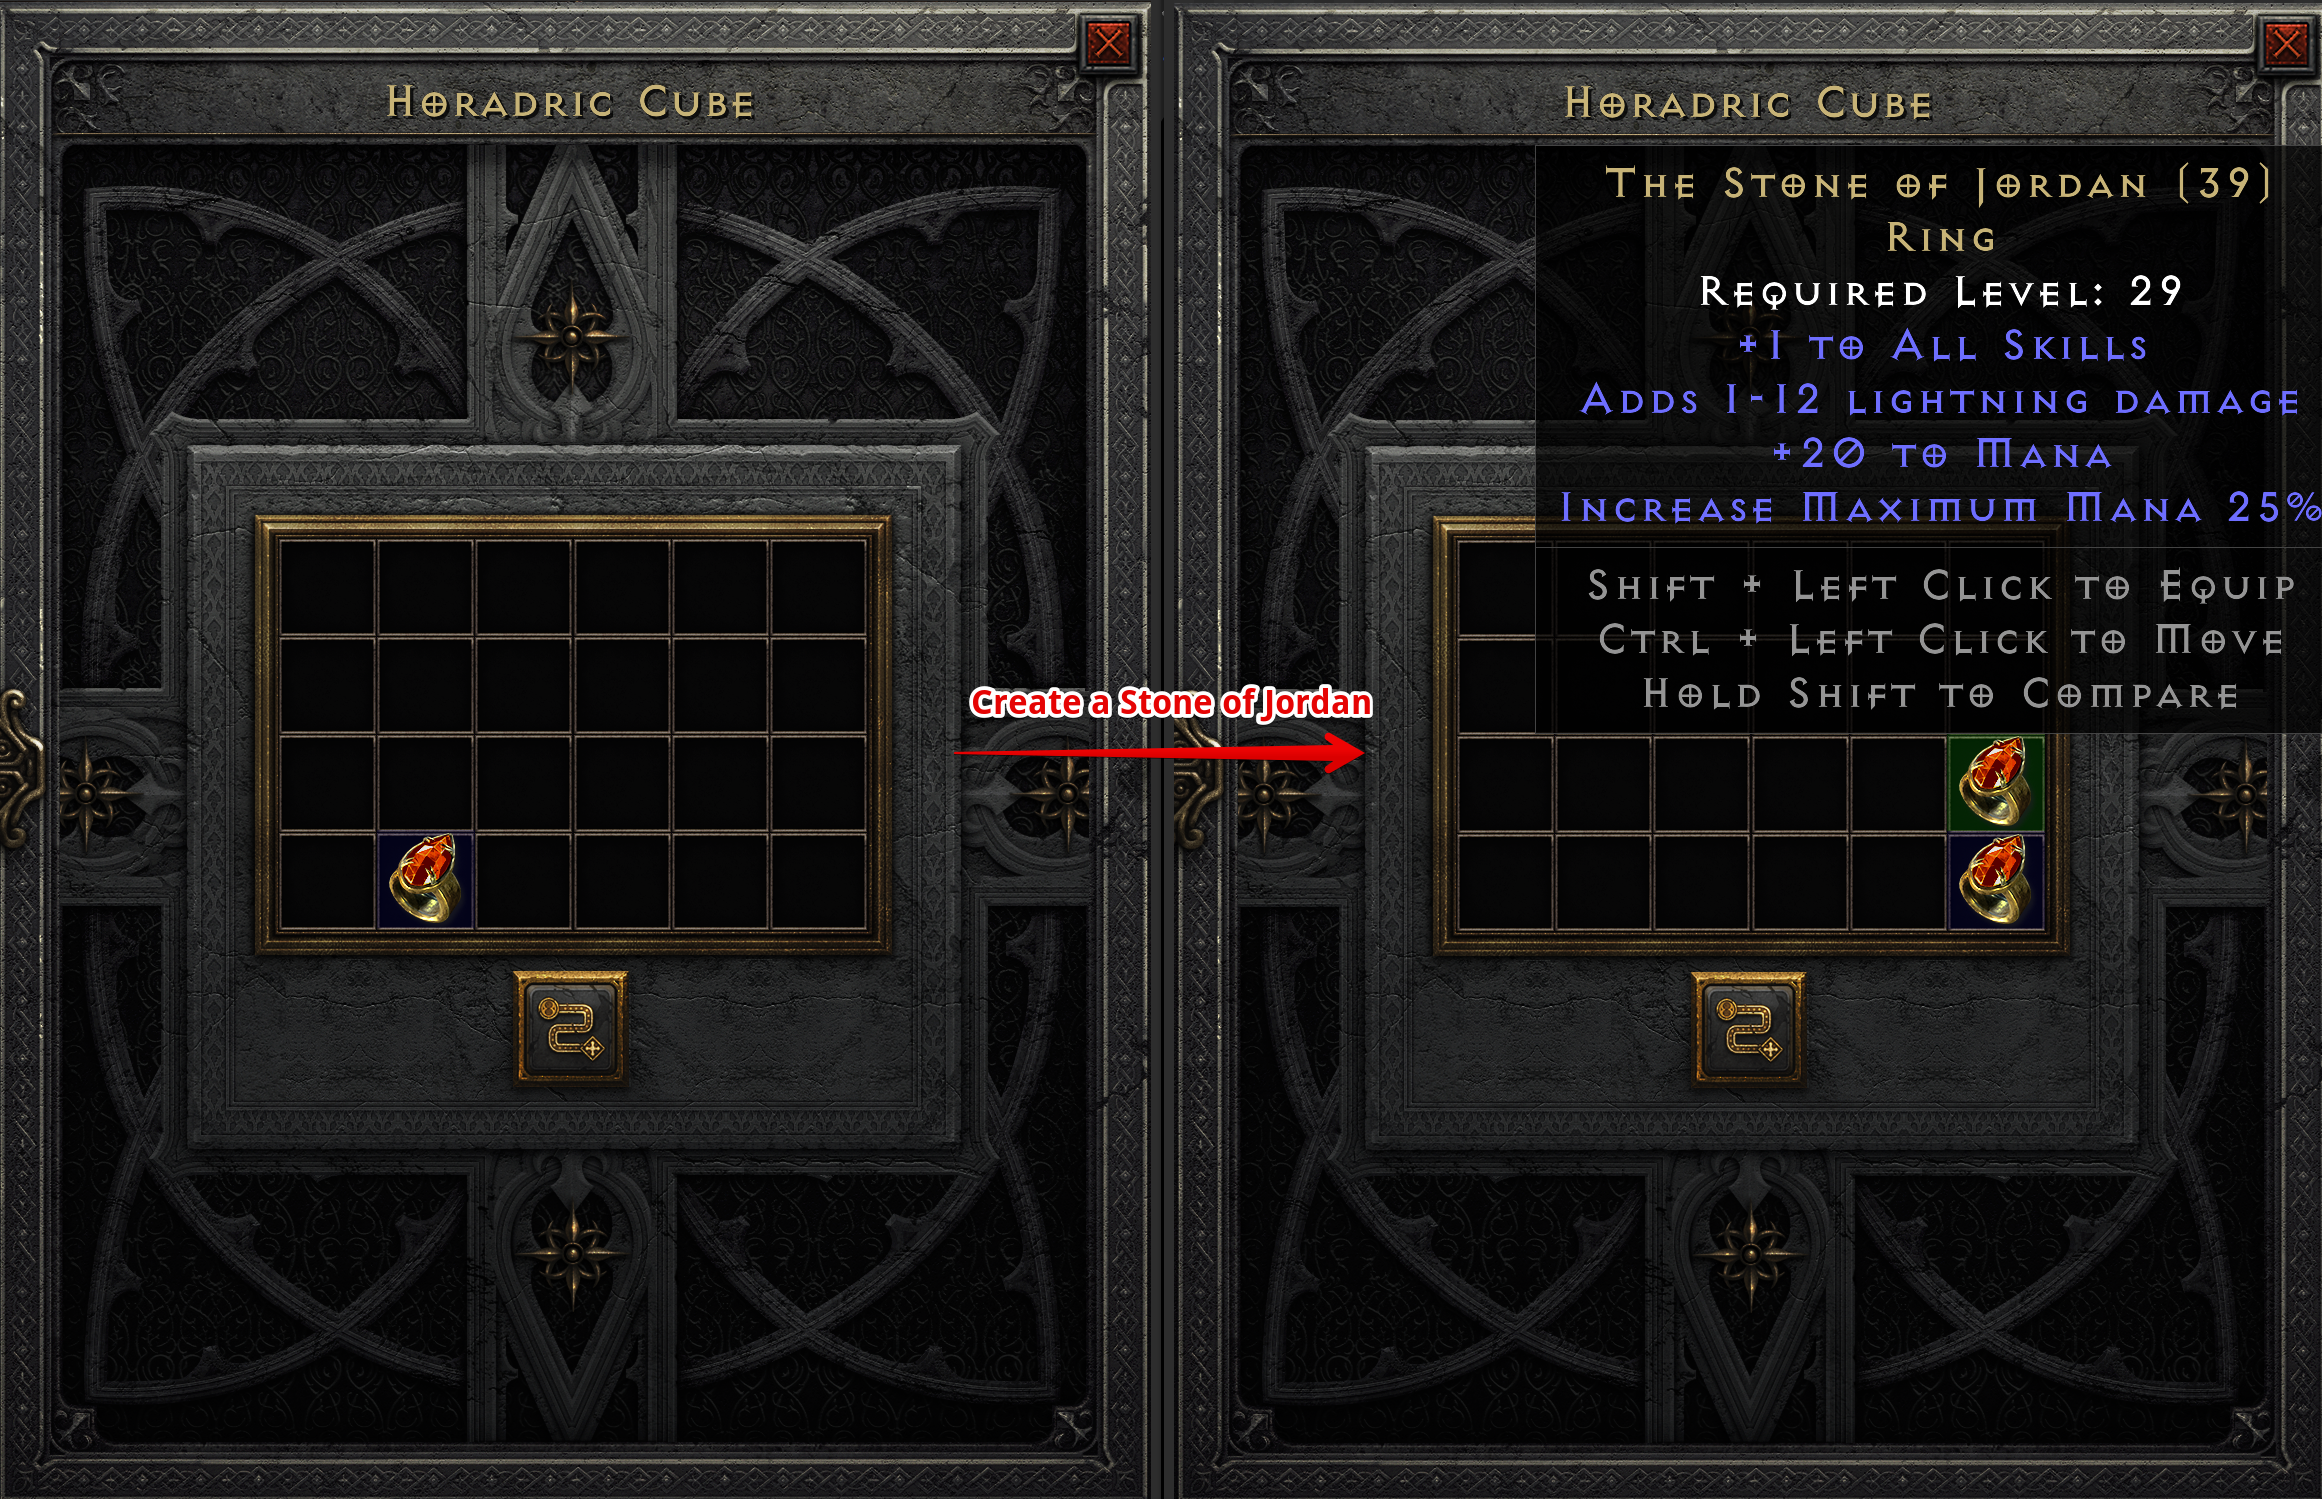 Horadric Cube
Create a Stone of Jordan
Horadric Cube
The Stone of Jordan (39)
Ring
Required Level: 29
+1 to All Skills
Adds 1-12 lightning damage
+20 to Mana
Increase Maximum Mana 25%
Shift + Left Click to Equip
Ctrl + Left Click to Move
Hold Shift to Compare